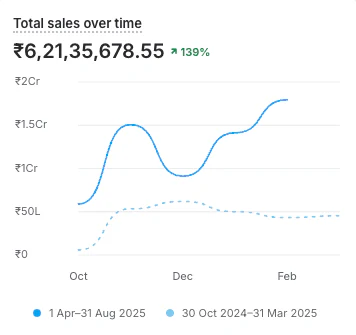 Total sales over time
₹6,21,35,678.55 ↗ 139%
₹2Cr
₹1.5Cr
₹1Cr
₹50L
₹0
Oct Dec Feb
1 Apr–31 Aug 2025 30 Oct 2024–31 Mar 2025